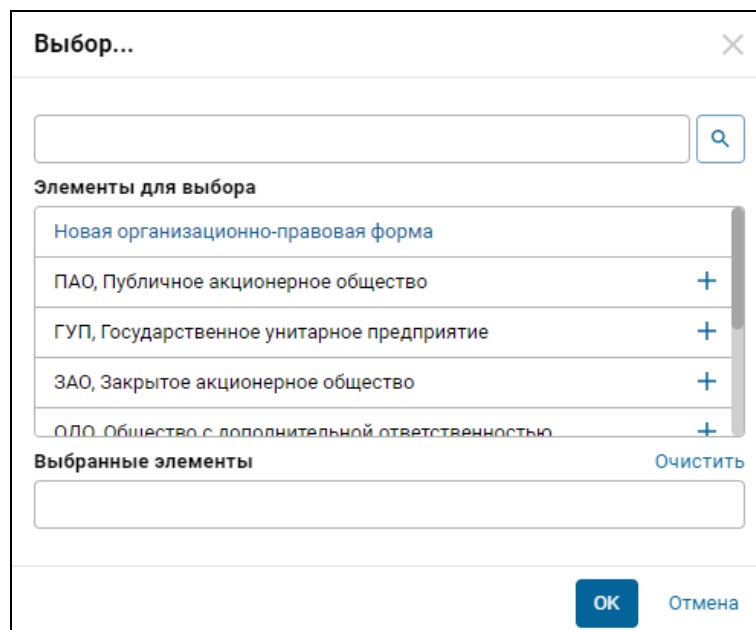 Выбор...
Элементы для выбора
Новая организационно-правовая форма
ПАО, Публичное акционерное общество
ГУП, Государственное унитарное предприятие
ЗАО, Закрытое акционерное общество
ОДО, Общество с дополнительной ответственностью
Выбранные элементы Очистить
ОК Отмена